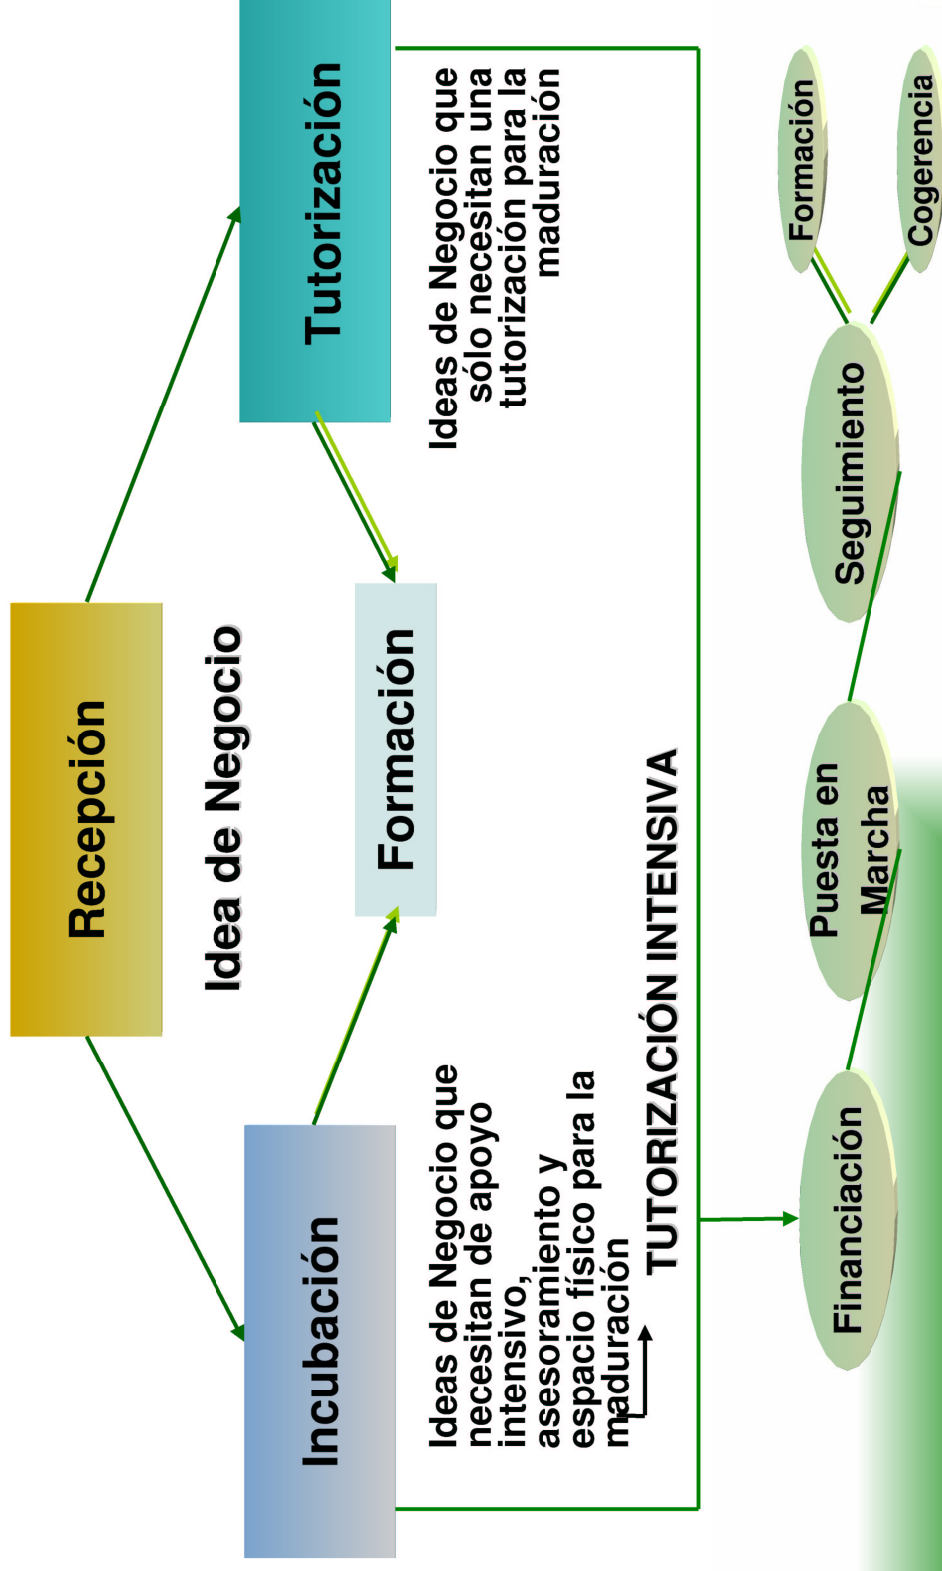 Recepción
Idea de Negocio
Incubación
Tutorización
Formación
Ideas de Negocio que
necesitan de apoyo
intensivo,
asesoramiento y
espacio físico para la
maduración
TUTORIZACIÓN INTENSIVA
Ideas de Negocio que
sólo necesitan una
tutorización para la
maduración
Financiación
Puesta en
Marcha
Seguimiento
Formación
Cogerencia